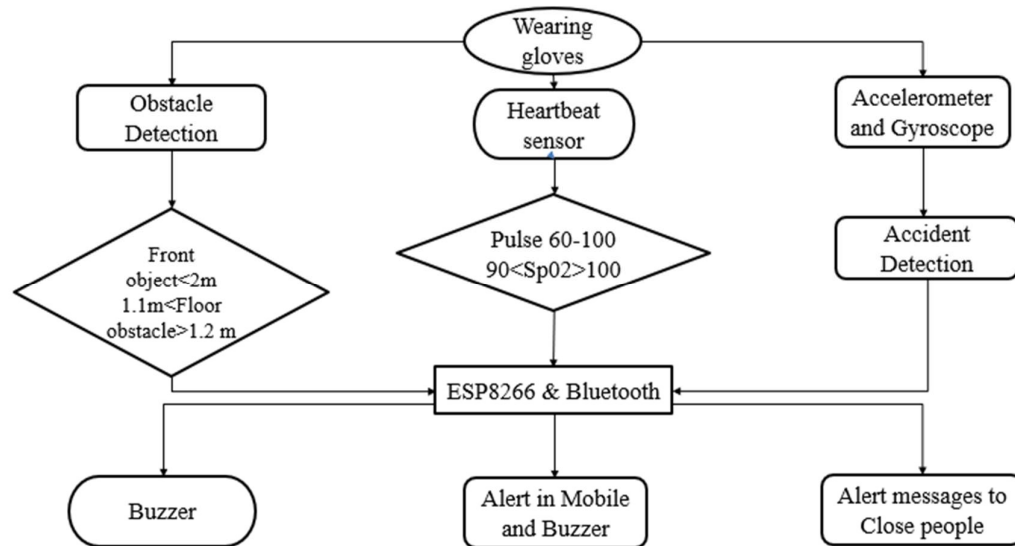 Wearing
gloves
Obstacle
Detection
Heartbeat
sensor
Accelerometer
and Gyroscope
Front
object<2m
1.1m<Floor
obstacle>1.2 m
Pulse 60-100
90<Sp02>100
Accident
Detection
ESP8266 & Bluetooth
Buzzer
Alert in Mobile
and Buzzer
Alert messages to
Close people